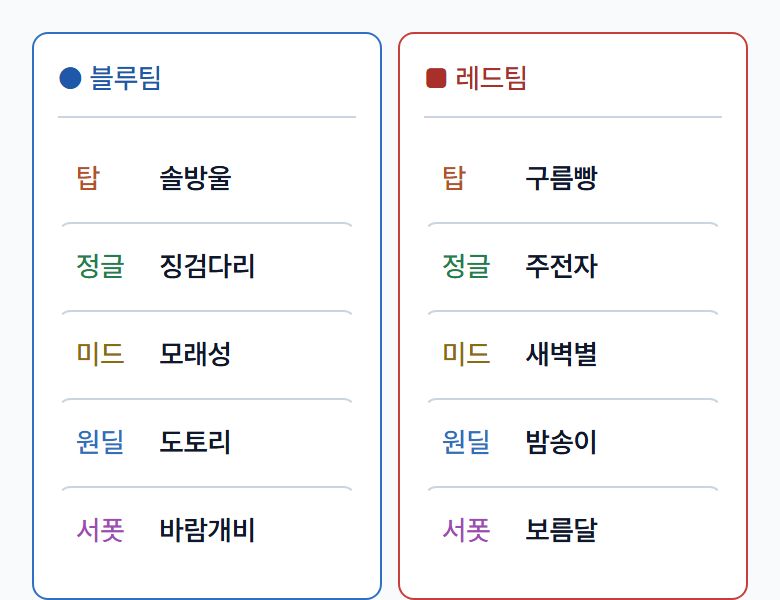 블루팀
탑 솔방울
정글 징검다리
미드 모래성
원딜 도토리
서폿 바람개비
레드팀
탑 구름빵
정글 주전자
미드 새벽별
원딜 밤송이
서폿 보름달